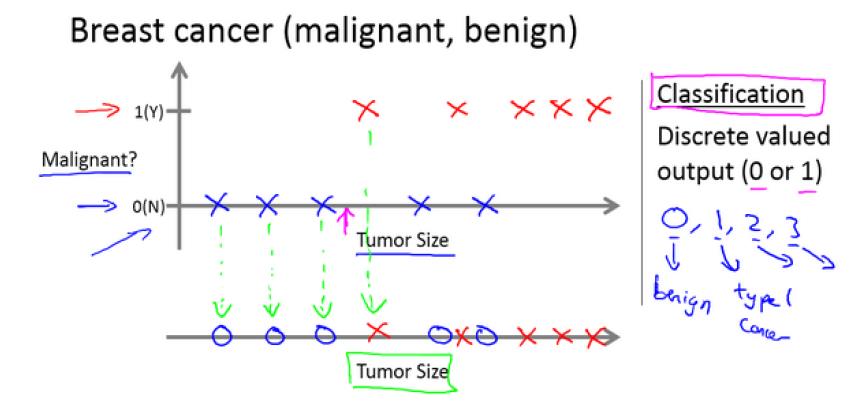 Breast cancer (malignant, benign)
1(Y)
Malignant?
0(N)
Tumor Size
Tumor Size
Classification
Discrete valued
output (0 or 1)
0, 1, 2, 3
benign
type 1
cancer